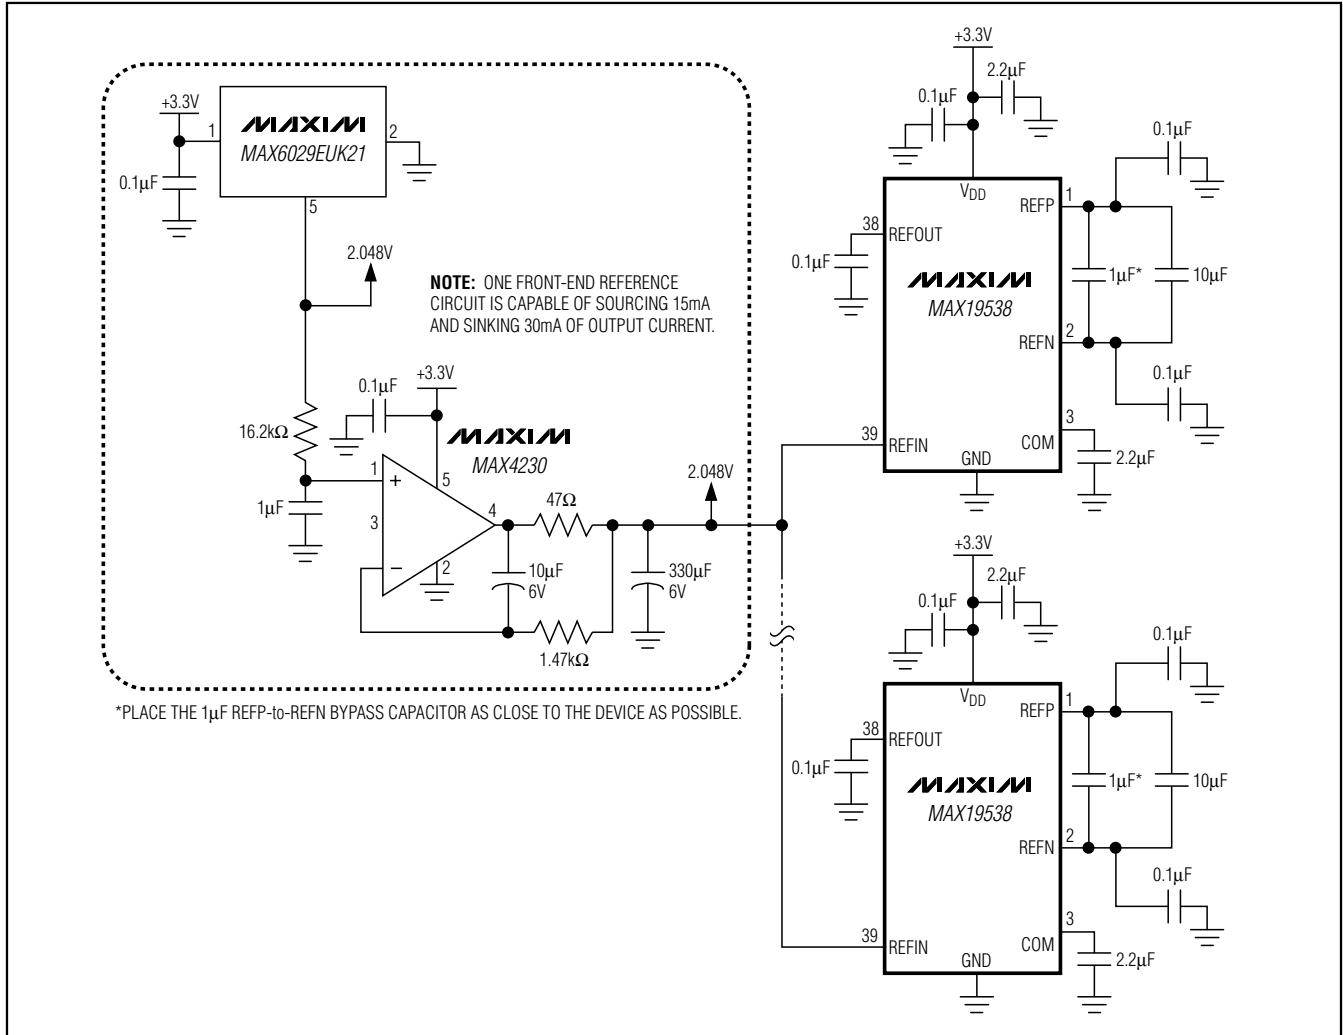 +3.3V
1
MAXIM
MAX6029EUK21
2
0.1µF
5
2.048V
NOTE: ONE FRONT-END REFERENCE
CIRCUIT IS CAPABLE OF SOURCING 15mA
AND SINKING 30mA OF OUTPUT CURRENT.
16.2kΩ
1µF
0.1µF
+3.3V
MAXIM
MAX4230
1
+
5
3
4
−
2
47Ω
10µF
6V
1.47kΩ
330µF
6V
2.048V
*PLACE THE 1µF REFP-to-REFN BYPASS CAPACITOR AS CLOSE TO THE DEVICE AS POSSIBLE.
+3.3V
2.2µF
0.1µF
VDD
REFP
1
0.1µF
38
REFOUT
0.1µF
MAXIM
MAX19538
1µF*
10µF
REFN
2
0.1µF
3
39
REFIN
COM
GND
2.2µF
+3.3V
2.2µF
0.1µF
VDD
REFP
1
0.1µF
38
REFOUT
0.1µF
MAXIM
MAX19538
1µF*
10µF
REFN
2
0.1µF
3
39
REFIN
COM
GND
2.2µF